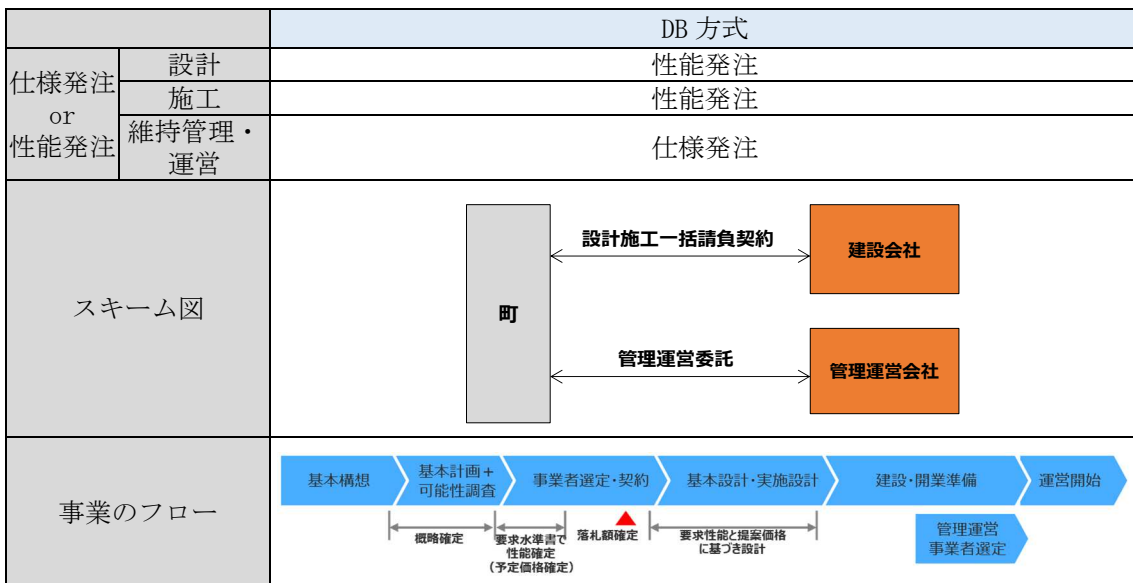 DB 方式
仕様発注
or
性能発注
設計
性能発注
施工
性能発注
維持管理・
運営
仕様発注
スキーム図
町
設計施工一括請負契約
建設会社
管理運営委託
管理運営会社
事業のフロー
基本構想
基本計画＋
可能性調査
事業者選定・契約
基本設計・実施設計
建設・開業準備
運営開始
概略確定
要求水準書で
性能確定
（予定価格確定）
落札額確定
要求性能と提案価格
に基づき設計
管理運営
事業者選定